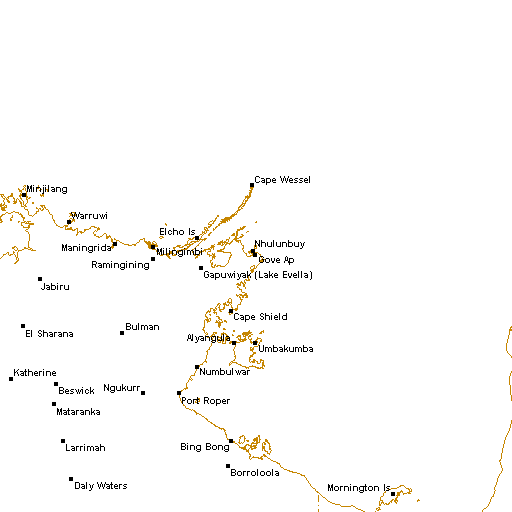 Cape Wessel
Minjilang
Warruwi
Elcho Is
Maningrida
Milingimbi
Nhulunbuy
Ramingining
Gove Ap
Gapuwiyak (Lake Evella)
Jabiru
Cape Shield
El Sharana
Bulman
Alyangula
Umbakumba
Katherine
Numbulwar
Beswick
Ngukurr
Port Roper
Mataranka
Larrimah
Bing Bong
Borroloola
Daly Waters
Mornington Is